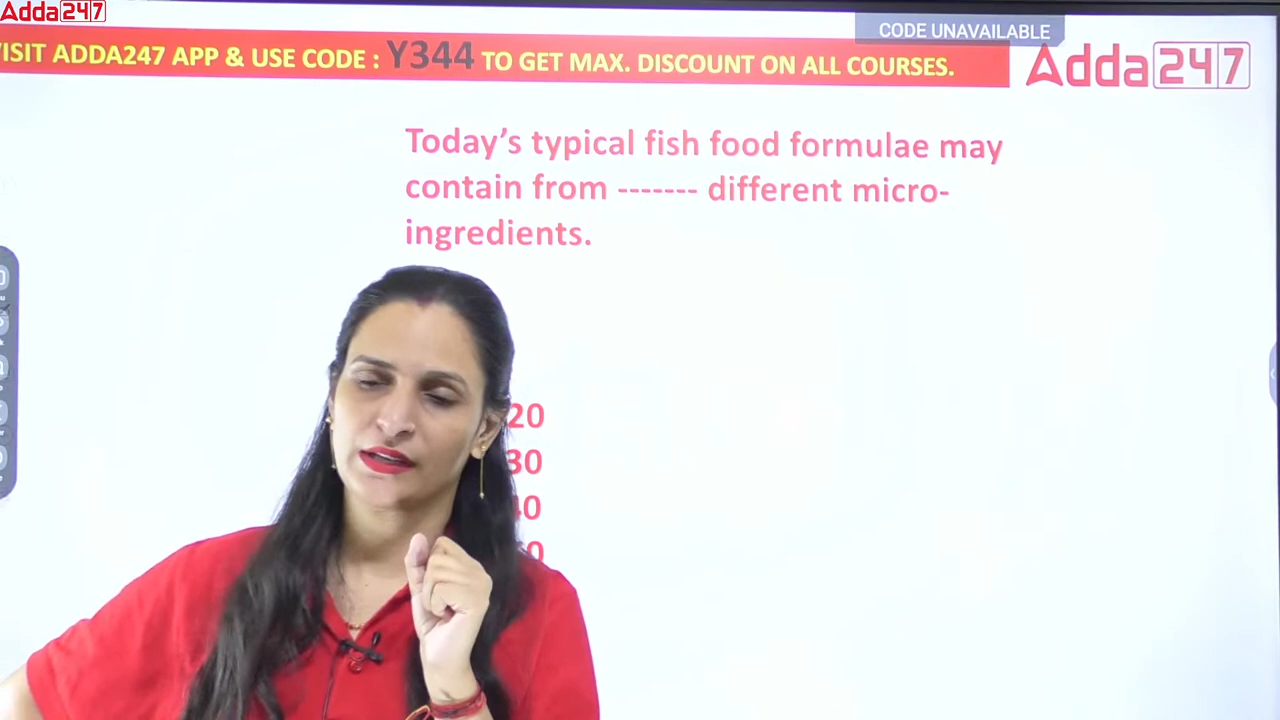 Adda247
CODE UNAVAILABLE
VISIT ADDA247 APP & USE CODE : Y344 TO GET MAX. DISCOUNT ON ALL COURSES.
Adda247
Today's typical fish food formulae may
contain from ------- different micro-
ingredients.
20
30